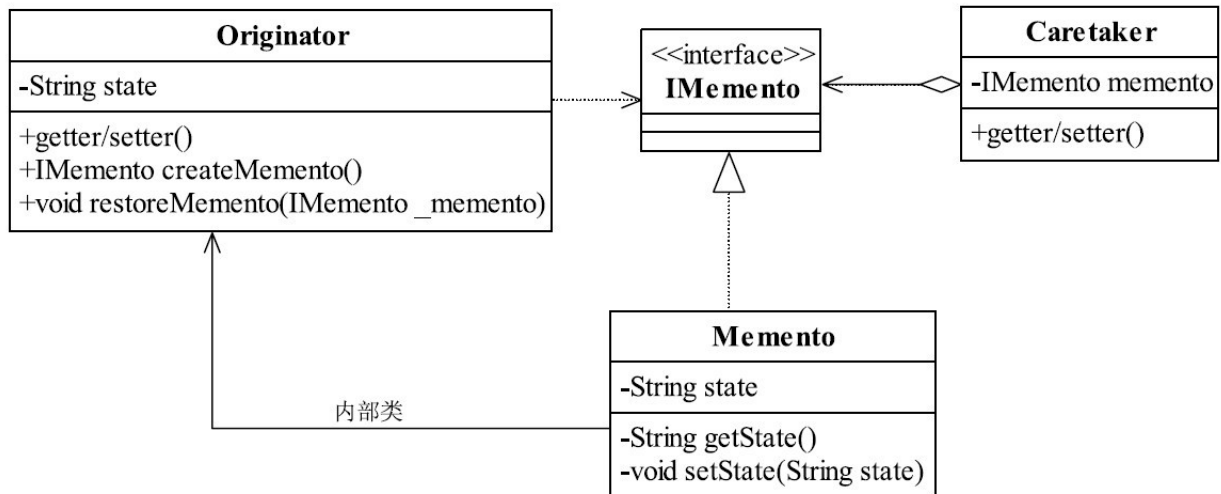 Originator
-String state
+getter/setter()
+IMemento createMemento()
+void restoreMemento(IMemento _memento)
<<interface>>
IMemento
Caretaker
-IMemento memento
+getter/setter()
内部类
Memento
-String state
-String getState()
-void setState(String state)